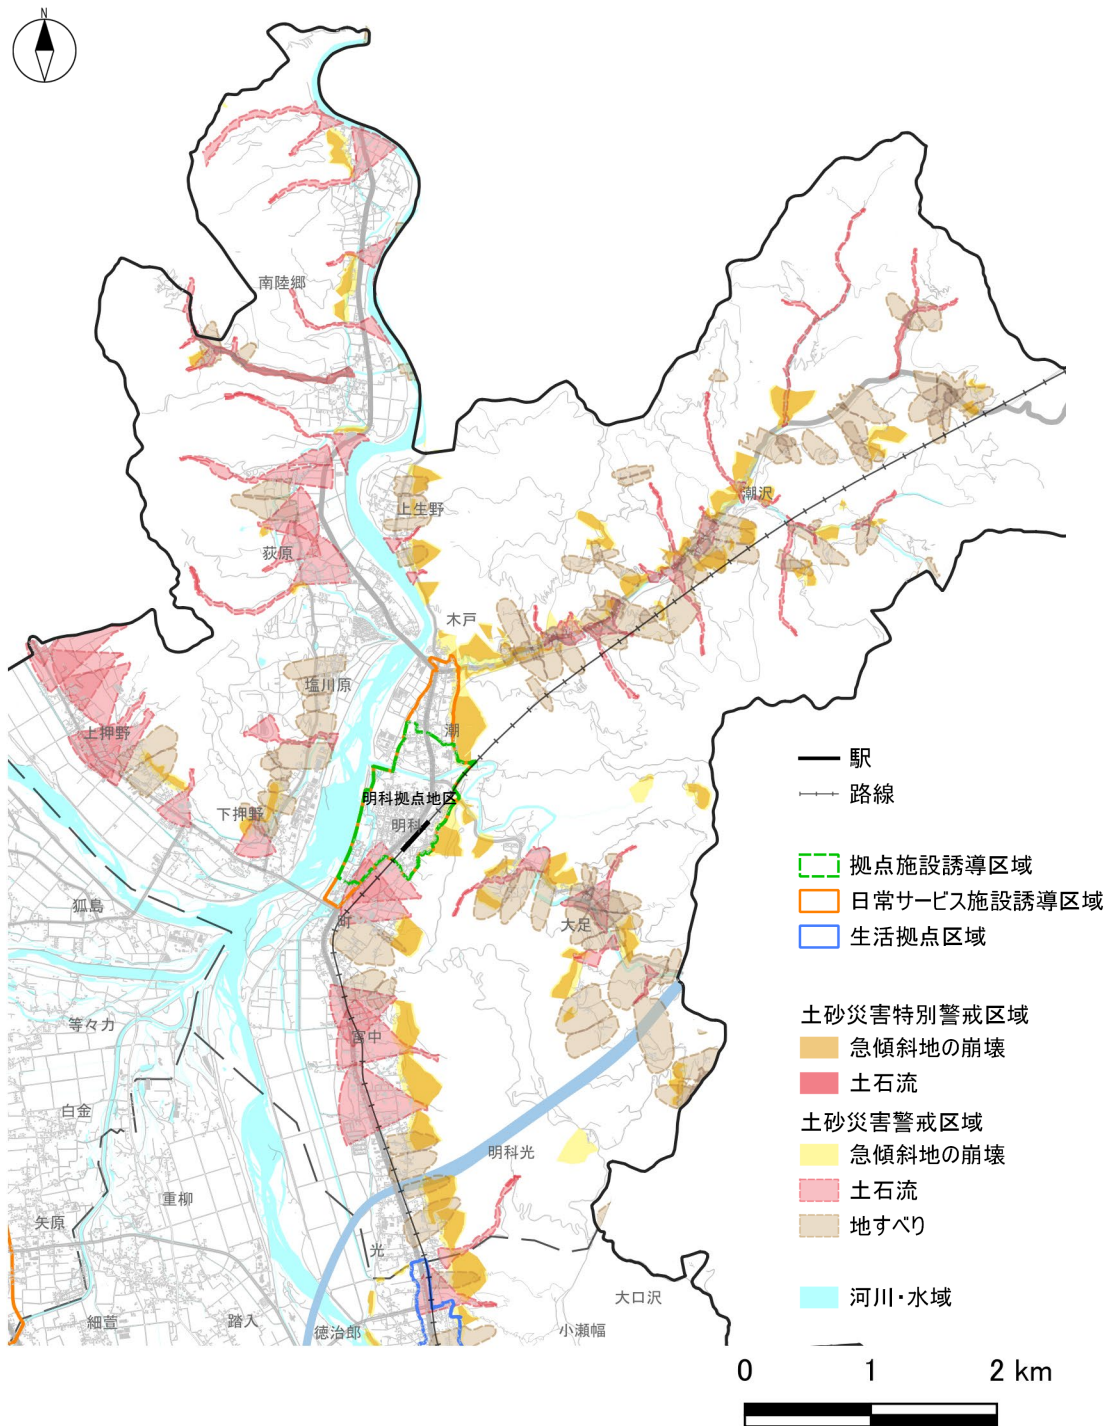 N
南陸郷
上生野
潮沢
荻原
木戸
塩川原
潮
上押野
明科拠点地区
下押野
明科
狐島
町
大足
等々力
宮中
白金
明科光
重柳
矢原
光
大口沢
細萱
踏入
徳治郎
小瀬幅
駅
路線
拠点施設誘導区域
日常サービス施設誘導区域
生活拠点区域
土砂災害特別警戒区域
急傾斜地の崩壊
土石流
土砂災害警戒区域
急傾斜地の崩壊
土石流
地すべり
河川・水域
0 1 2 km